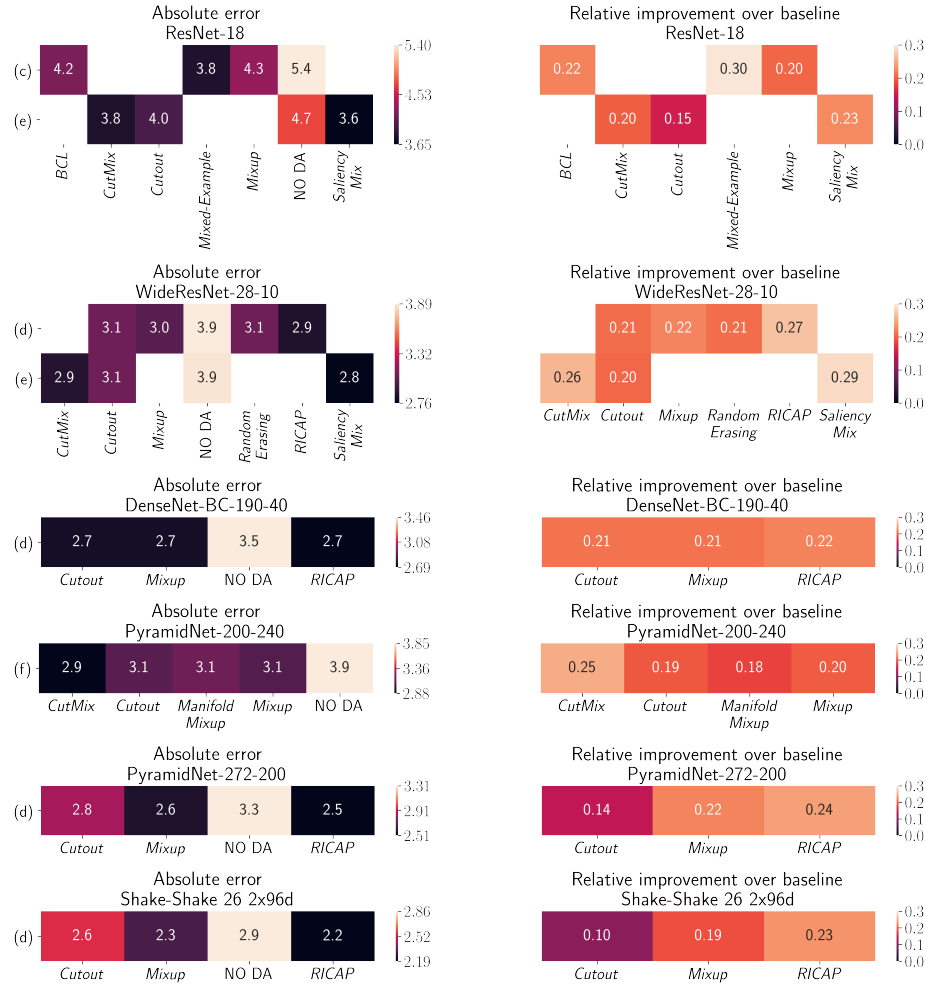 Absolute error
ResNet-18
(c) 4.2 3.8 4.3 5.4
(e) 3.8 4.0 4.7 3.6
BCL CutMix Cutout Mixed-Example Mixup NO DA Saliency Mix
5.40
4.53
3.65
Relative improvement over baseline
ResNet-18
0.22 0.30 0.20
0.20 0.15 0.23
BCL CutMix Cutout Mixed-Example Mixup Saliency Mix
0.3
0.2
0.1
0.0
Absolute error
WideResNet-28-10
(d) 3.1 3.0 3.9 3.1 2.9
(e) 2.9 3.1 3.9 2.8
CutMix Cutout Mixup NO DA Random Erasing RICAP Saliency Mix
3.89
3.32
2.76
Relative improvement over baseline
WideResNet-28-10
0.21 0.22 0.21 0.27
0.26 0.20 0.29
CutMix Cutout Mixup Random RICAP Saliency
Erasing Mix
0.3
0.2
0.1
0.0
Absolute error
DenseNet-BC-190-40
(d) 2.7 2.7 3.5 2.7
Cutout Mixup NO DA RICAP
3.46
3.08
2.69
Relative improvement over baseline
DenseNet-BC-190-40
0.21 0.21 0.22
Cutout Mixup RICAP
0.3
0.2
0.1
0.0
Absolute error
PyramidNet-200-240
(f) 2.9 3.1 3.1 3.1 3.9
CutMix Cutout Manifold Mixup NO DA
Mixup
3.85
3.36
2.88
Relative improvement over baseline
PyramidNet-200-240
0.25 0.19 0.18 0.20
CutMix Cutout Manifold Mixup
Mixup
0.3
0.2
0.1
0.0
Absolute error
PyramidNet-272-200
(d) 2.8 2.6 3.3 2.5
Cutout Mixup NO DA RICAP
3.31
2.91
2.51
Relative improvement over baseline
PyramidNet-272-200
0.14 0.22 0.24
Cutout Mixup RICAP
0.3
0.2
0.1
0.0
Absolute error
Shake-Shake 26 2x96d
(d) 2.6 2.3 2.9 2.2
Cutout Mixup NO DA RICAP
2.86
2.52
2.19
Relative improvement over baseline
Shake-Shake 26 2x96d
0.10 0.19 0.23
Cutout Mixup RICAP
0.3
0.2
0.1
0.0